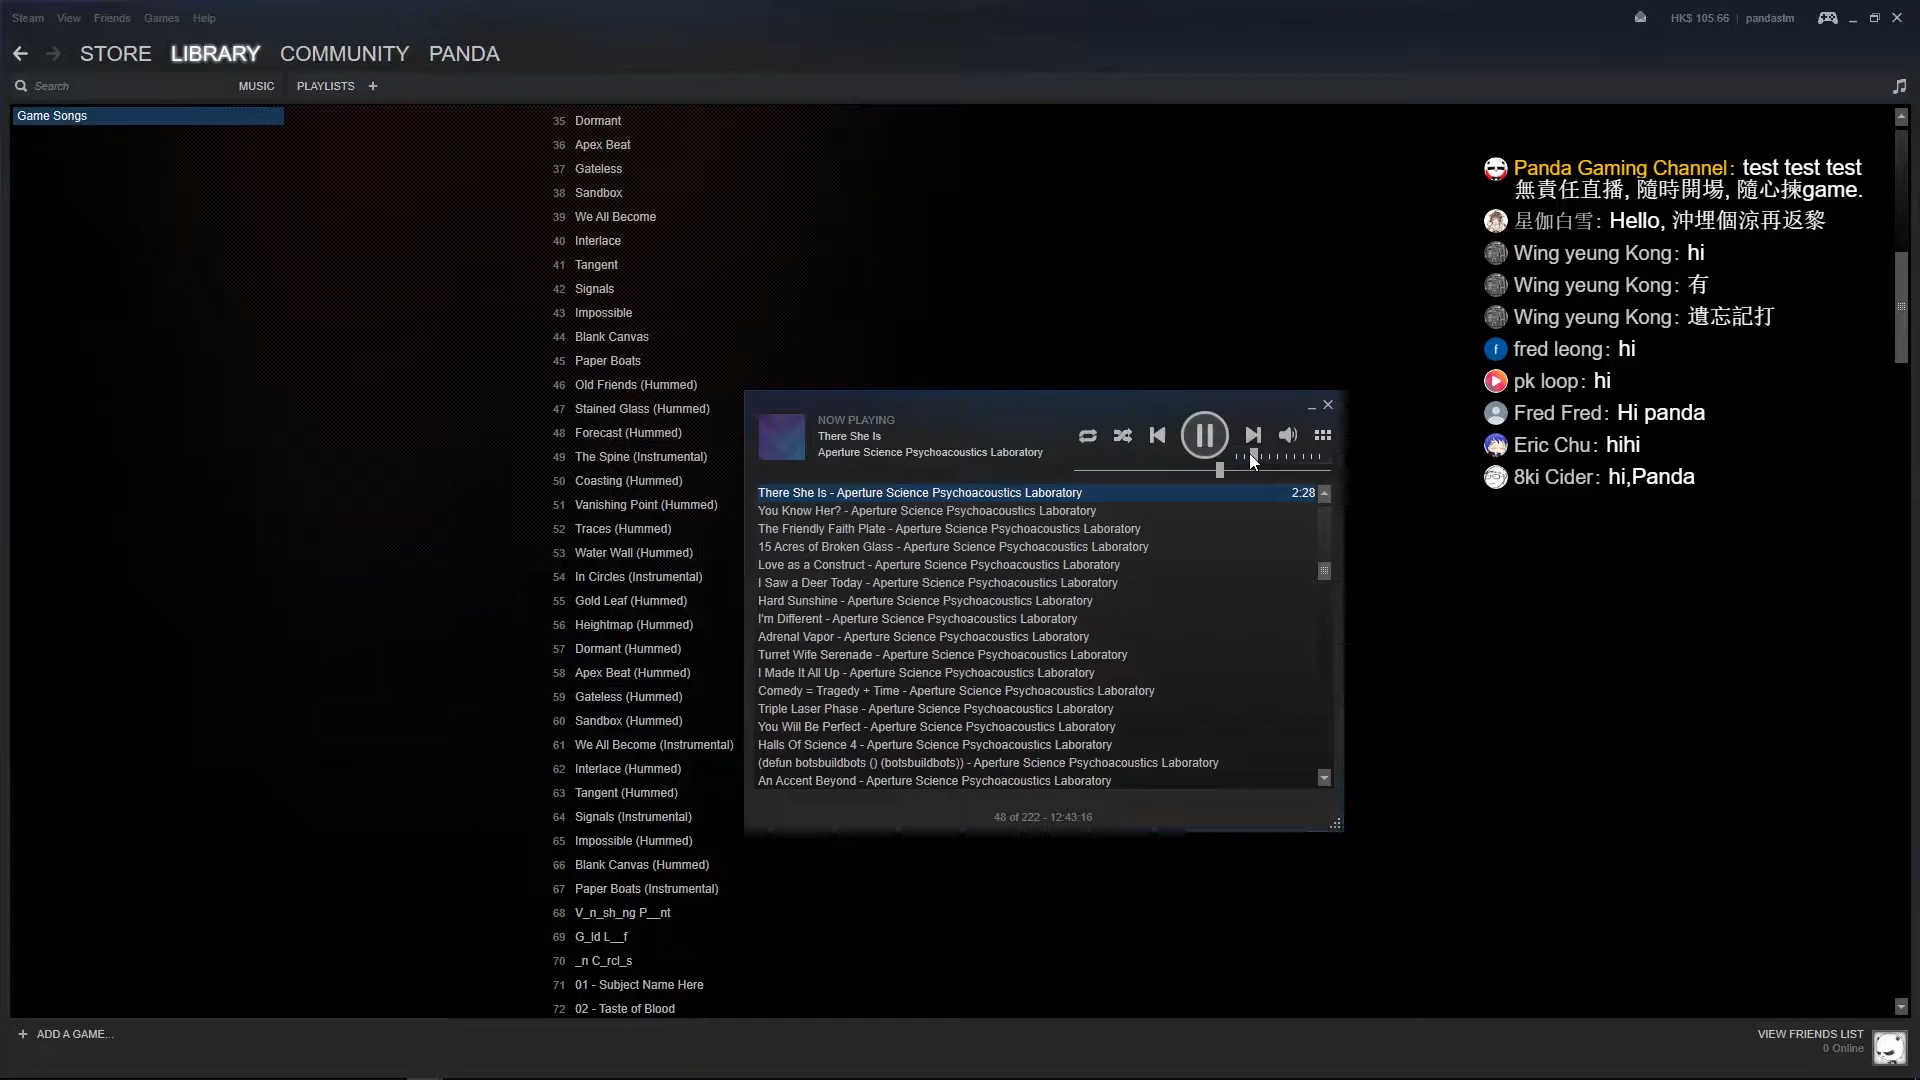 Steam View Friends Games Help
HK$ 105.66 | pandastm
STORE LIBRARY COMMUNITY PANDA
Search MUSIC PLAYLISTS +
Game Songs
35 Dormant
36 Apex Beat
37 Gateless
38 Sandbox
39 We All Become
40 Interlace
41 Tangent
42 Signals
43 Impossible
44 Blank Canvas
45 Paper Boats
46 Old Friends (Hummed)
47 Stained Glass (Hummed)
48 Forecast (Hummed)
49 The Spine (Instrumental)
50 Coasting (Hummed)
51 Vanishing Point (Hummed)
52 Traces (Hummed)
53 Water Wall (Hummed)
54 In Circles (Instrumental)
55 Gold Leaf (Hummed)
56 Heightmap (Hummed)
57 Dormant (Hummed)
58 Apex Beat (Hummed)
59 Gateless (Hummed)
60 Sandbox (Hummed)
61 We All Become (Instrumental)
62 Interlace (Hummed)
63 Tangent (Hummed)
64 Signals (Instrumental)
65 Impossible (Hummed)
66 Blank Canvas (Hummed)
67 Paper Boats (Instrumental)
68 V_n_sh_ng P__nt
69 G_ld L__f
70 _n C_rcl_s
71 01 - Subject Name Here
72 02 - Taste of Blood
NOW PLAYING
There She Is
Aperture Science Psychoacoustics Laboratory
There She Is - Aperture Science Psychoacoustics Laboratory 2:28
You Know Her? - Aperture Science Psychoacoustics Laboratory
The Friendly Faith Plate - Aperture Science Psychoacoustics Laboratory
15 Acres of Broken Glass - Aperture Science Psychoacoustics Laboratory
Love as a Construct - Aperture Science Psychoacoustics Laboratory
I Saw a Deer Today - Aperture Science Psychoacoustics Laboratory
Hard Sunshine - Aperture Science Psychoacoustics Laboratory
I'm Different - Aperture Science Psychoacoustics Laboratory
Adrenal Vapor - Aperture Science Psychoacoustics Laboratory
Turret Wife Serenade - Aperture Science Psychoacoustics Laboratory
I Made It All Up - Aperture Science Psychoacoustics Laboratory
Comedy = Tragedy + Time - Aperture Science Psychoacoustics Laboratory
Triple Laser Phase - Aperture Science Psychoacoustics Laboratory
You Will Be Perfect - Aperture Science Psychoacoustics Laboratory
Halls Of Science 4 - Aperture Science Psychoacoustics Laboratory
(defun botsbuildbots () (botsbuildbots)) - Aperture Science Psychoacoustics Laboratory
An Accent Beyond - Aperture Science Psychoacoustics Laboratory
48 of 222 - 12:43:16
Panda Gaming Channel: test test test
無責任直播, 隨時開場, 隨心揀game.
星伽白雪: Hello, 沖埋個涼再返黎
Wing yeung Kong: hi
Wing yeung Kong: 有
Wing yeung Kong: 遺忘記打
fred leong: hi
pk loop: hi
Fred Fred: Hi panda
Eric Chu: hihi
8ki Cider: hi,Panda
+ ADD A GAME...
VIEW FRIENDS LIST
0 Online